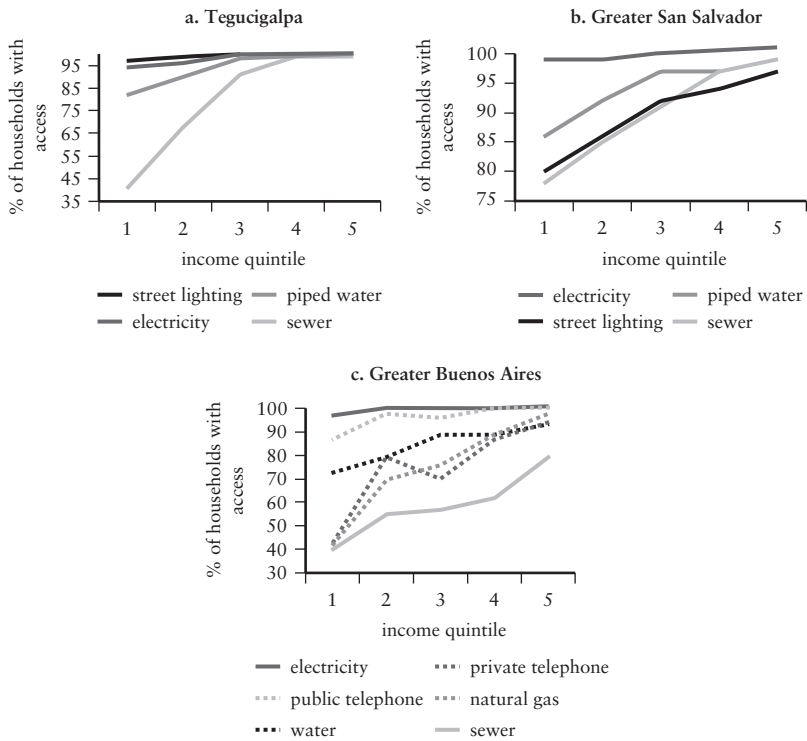 a. Tegucigalpa
% of households with
access
95
85
75
65
55
45
35
1 2 3 4 5
income quintile
street lighting piped water
electricity sewer
b. Greater San Salvador
% of households with
access
100
95
90
85
80
75
1 2 3 4 5
income quintile
electricity piped water
street lighting sewer
c. Greater Buenos Aires
% of households with
access
100
90
80
70
60
50
40
30
1 2 3 4 5
income quintile
electricity private telephone
public telephone natural gas
water sewer